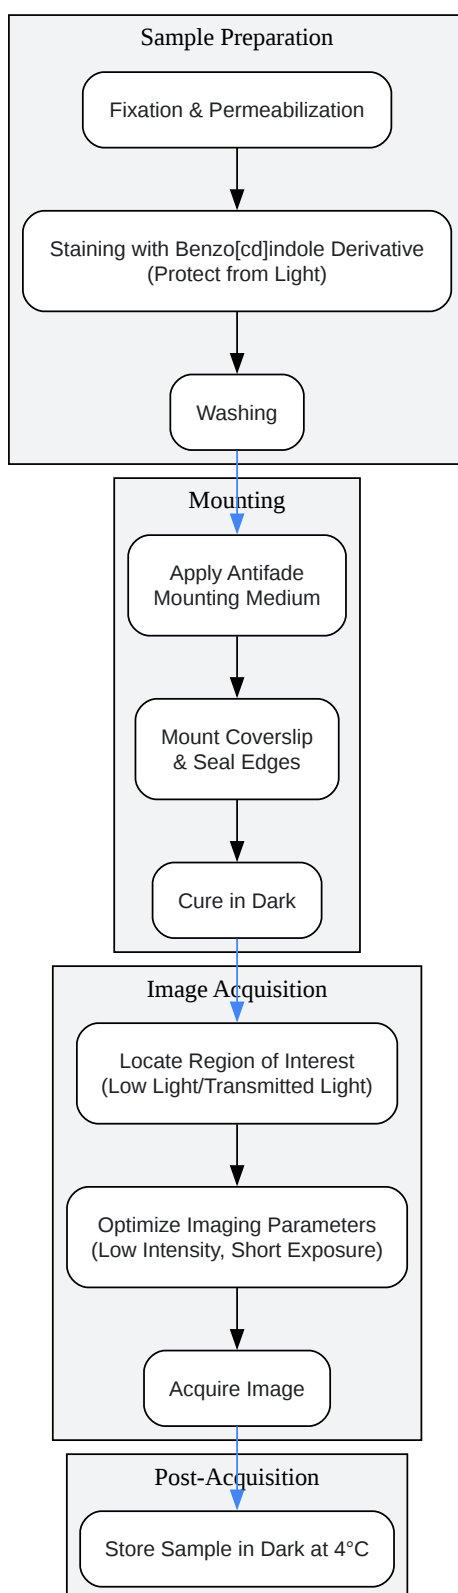 Sample Preparation
Fixation & Permeabilization
Staining with Benzo[cd]indole Derivative
(Protect from Light)
Washing
Mounting
Apply Antifade
Mounting Medium
Mount Coverslip
& Seal Edges
Cure in Dark
Image Acquisition
Locate Region of Interest
(Low Light/Transmitted Light)
Optimize Imaging Parameters
(Low Intensity, Short Exposure)
Acquire Image
Post-Acquisition
Store Sample in Dark at 4°C